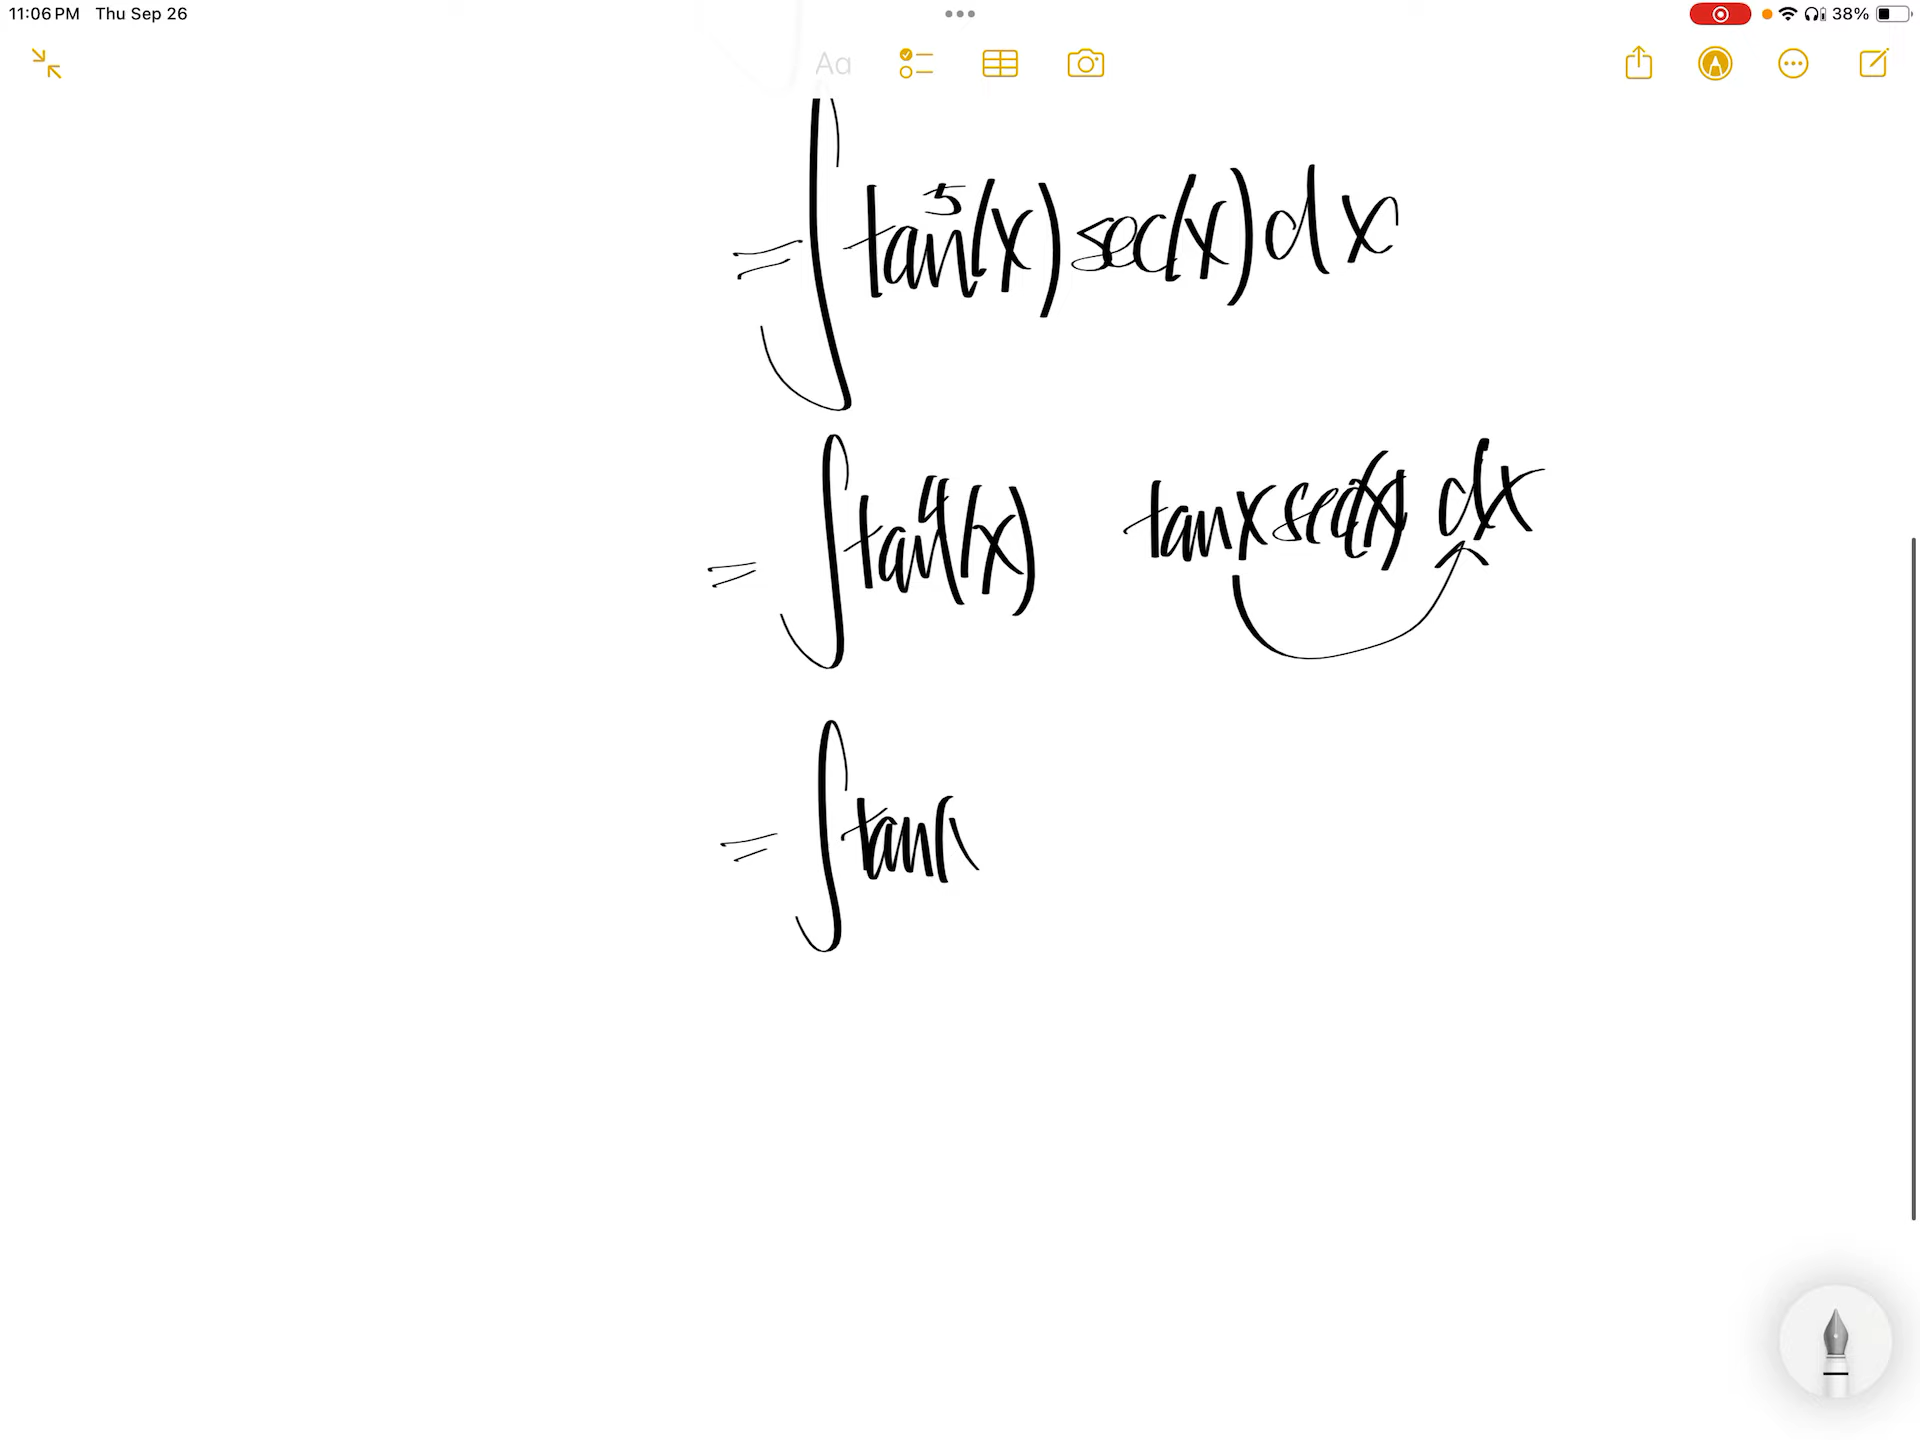 11:06 PM Thu Sep 26
38%
Aa
= ∫ tan⁵(x) sec(x) dx
= ∫ tan⁴(x) tanx sec(x) dx
= ∫ tan(